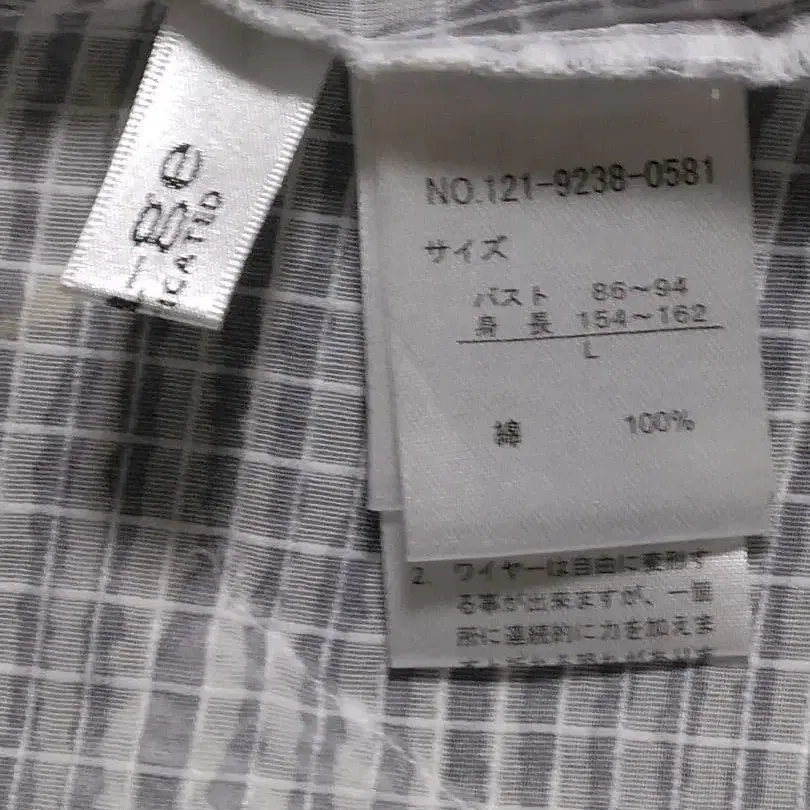 NO.121-9238-0581
サイズ
バスト 86~94
身長 154~162
L
綿 100%
2. ワイヤーは自由に変形す
る事が出来ますが、一箇
所に連続的に力を加えま